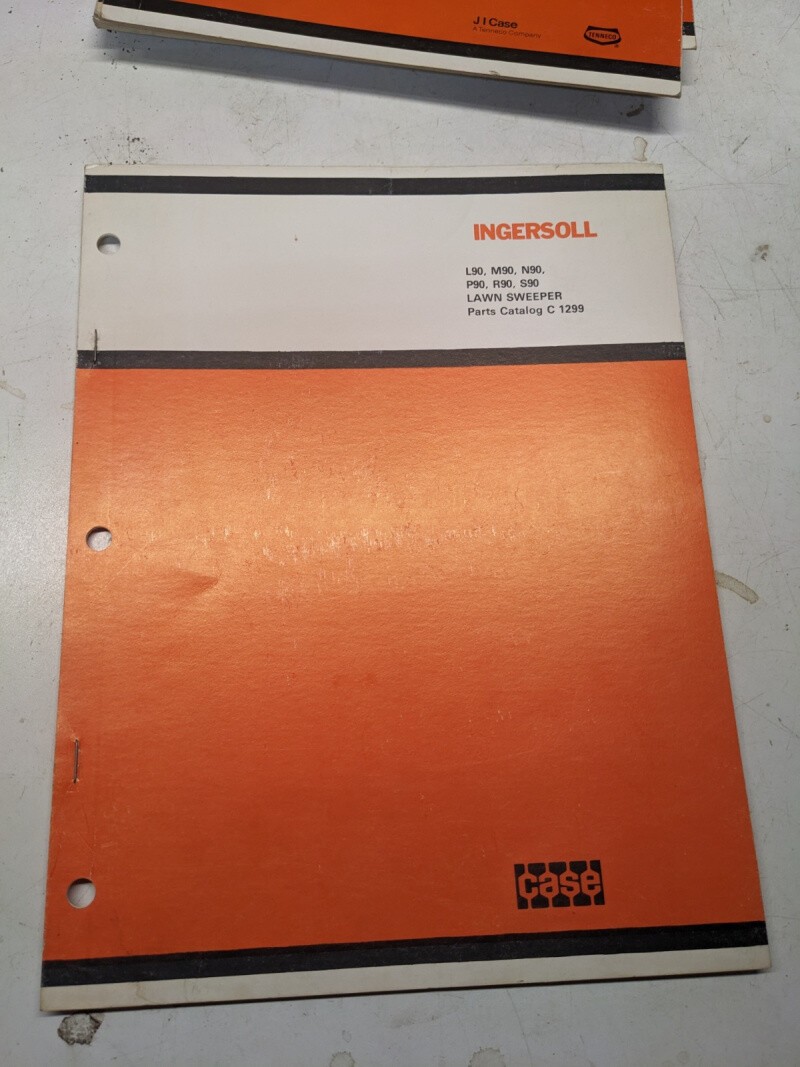 J I Case
A Tenneco Company
TENNECO
INGERSOLL
L90, M90, N90,
P90, R90, S90
LAWN SWEEPER
Parts Catalog C 1299
case